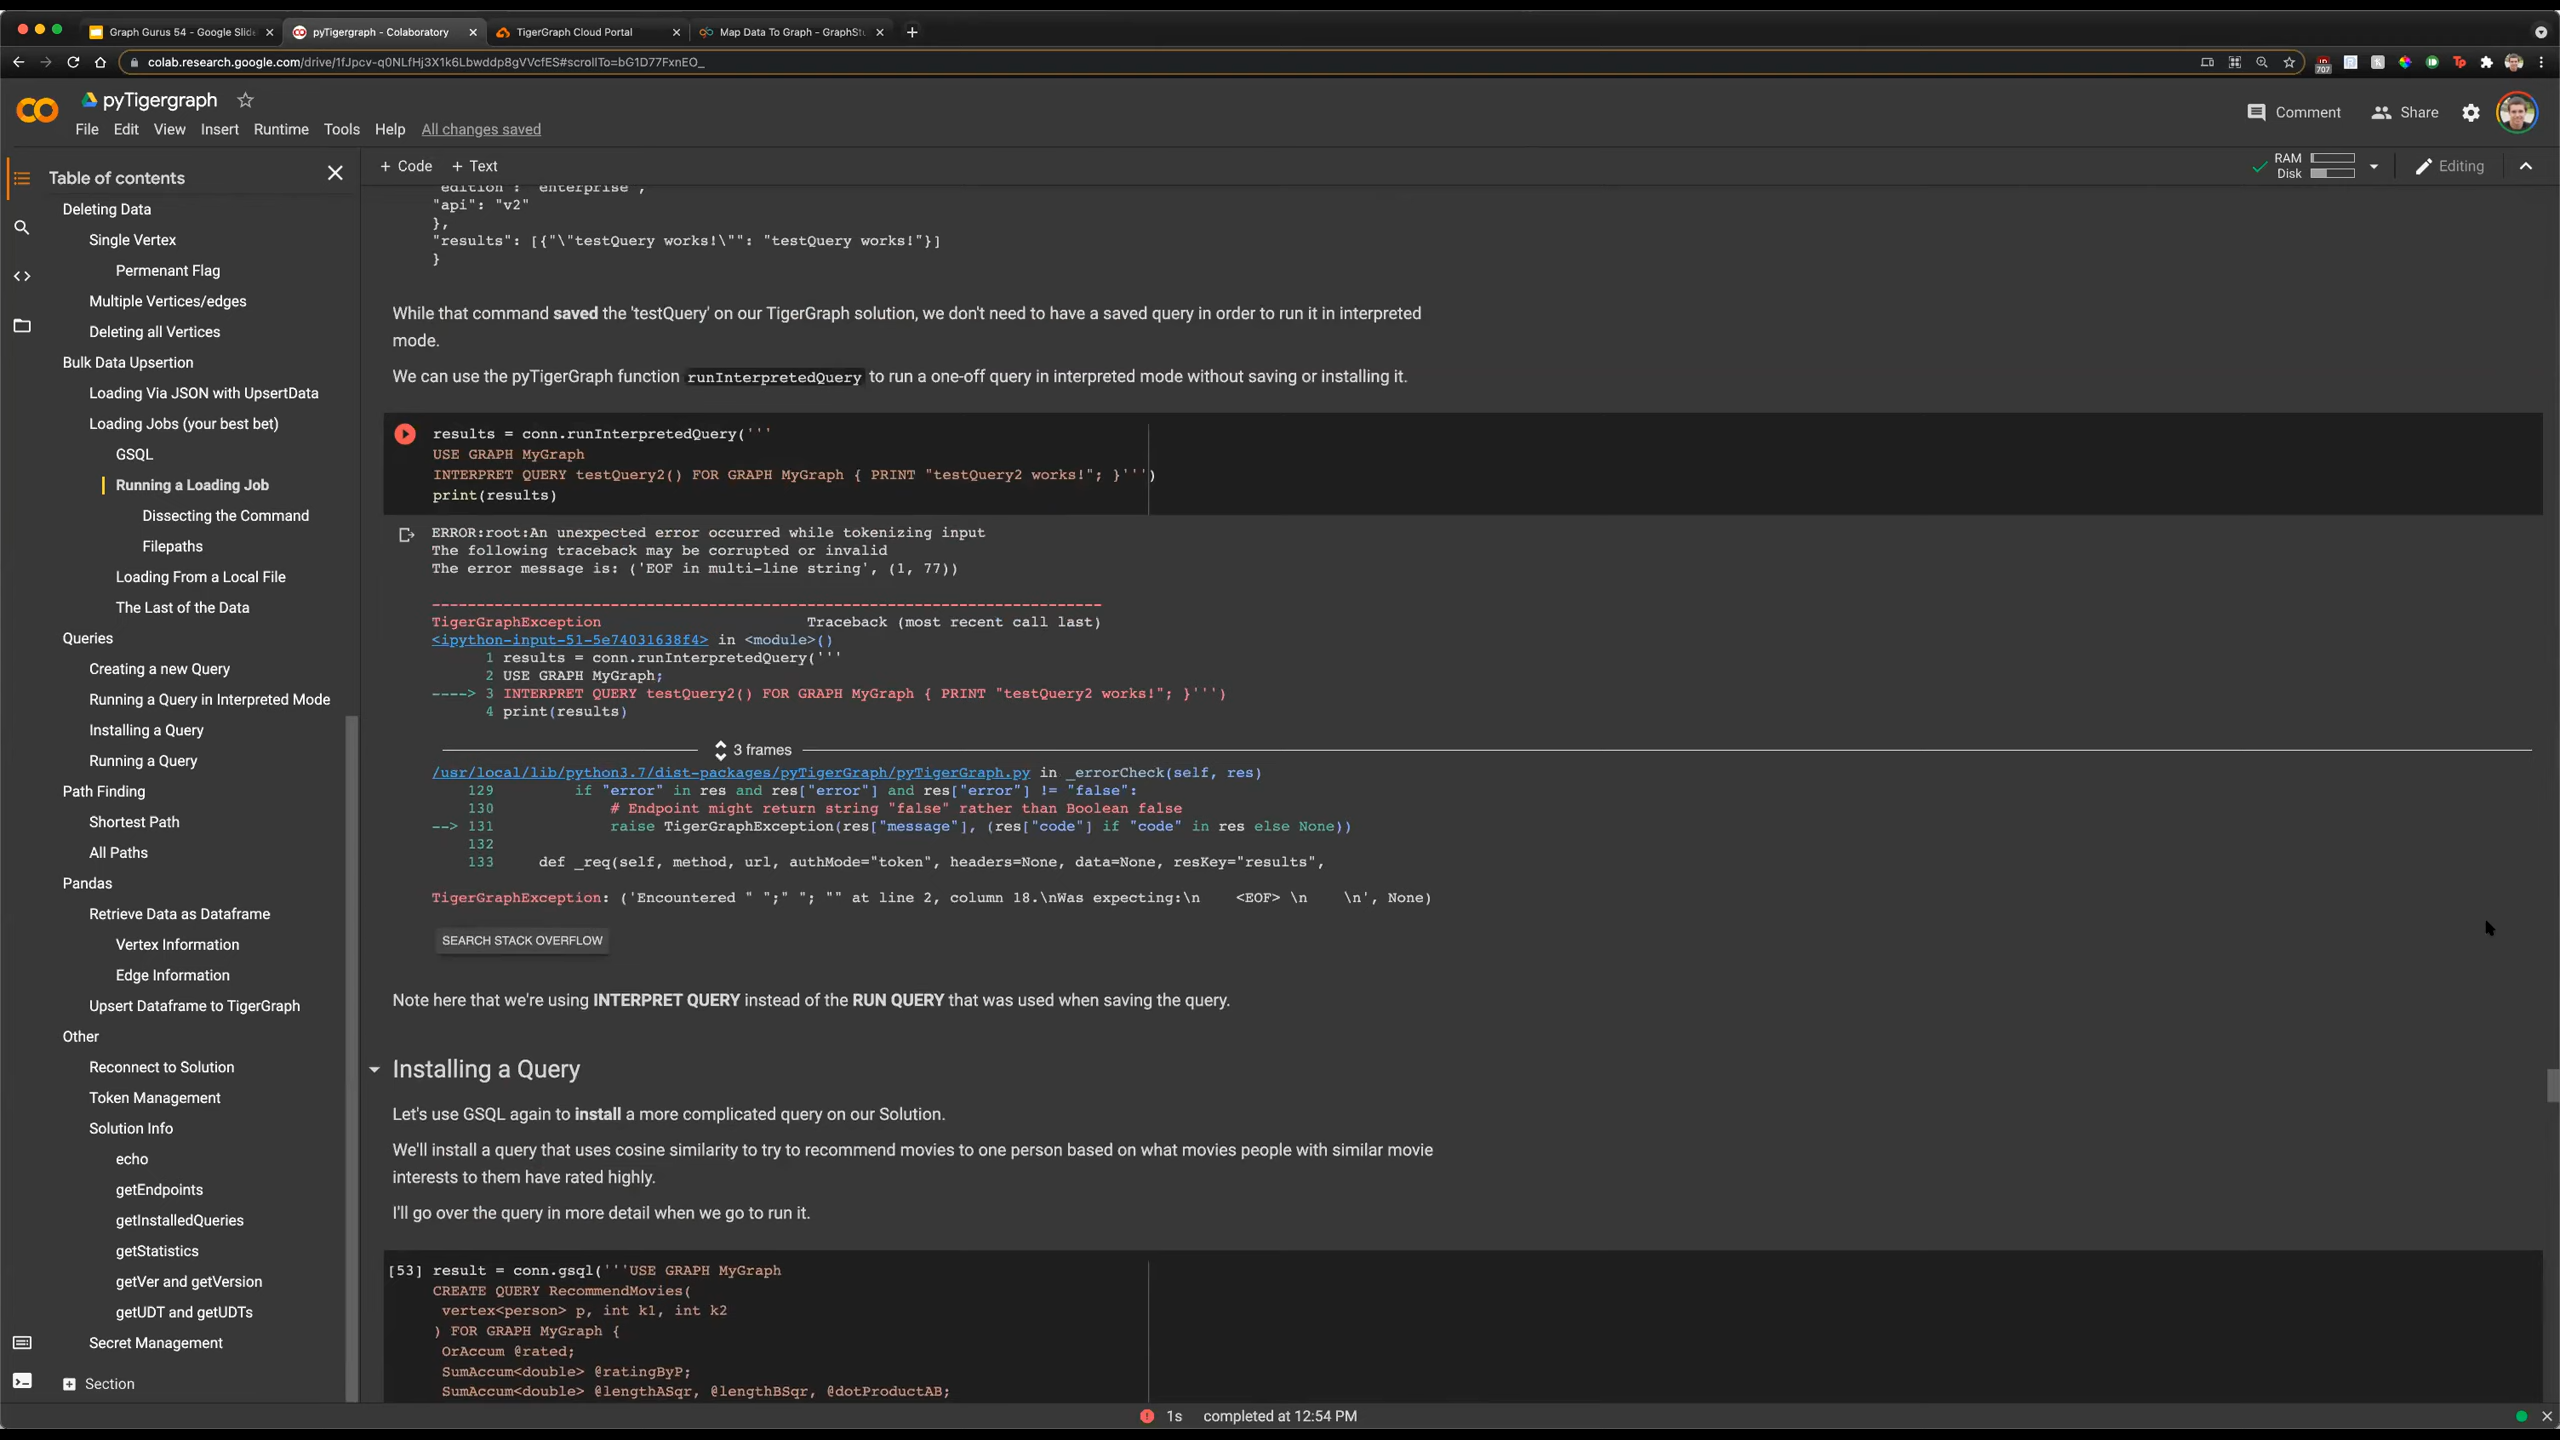 Graph Gurus 54 - Google Slide
pyTigergraph - Colaboratory
TigerGraph Cloud Portal
Map Data To Graph - GraphStu
colab.research.google.com/drive/1fJpcv-q0NLfHj3X1k6Lbwddp8gVVcfES#scrollTo=bG1D77FxnEO_
707
Tp
pyTigergraph
File Edit View Insert Runtime Tools Help All changes saved
Comment
Share
+ Code + Text
RAM
Disk
Editing
Table of contents
Deleting Data
Single Vertex
Permenant Flag
Multiple Vertices/edges
Deleting all Vertices
Bulk Data Upsertion
Loading Via JSON with UpsertData
Loading Jobs (your best bet)
GSQL
Running a Loading Job
Dissecting the Command
Filepaths
Loading From a Local File
The Last of the Data
Queries
Creating a new Query
Running a Query in Interpreted Mode
Installing a Query
Running a Query
Path Finding
Shortest Path
All Paths
Pandas
Retrieve Data as Dataframe
Vertex Information
Edge Information
Upsert Dataframe to TigerGraph
Other
Reconnect to Solution
Token Management
Solution Info
echo
getEndpoints
getInstalledQueries
getStatistics
getVer and getVersion
getUDT and getUDTs
Secret Management
Section
"edition": "enterprise",
"api": "v2"
},
"results": [{"\"testQuery works!\"": "testQuery works!"}]
}
While that command saved the 'testQuery' on our TigerGraph solution, we don't need to have a saved query in order to run it in interpreted
mode.
We can use the pyTigerGraph function runInterpretedQuery to run a one-off query in interpreted mode without saving or installing it.
results = conn.runInterpretedQuery('''
USE GRAPH MyGraph
INTERPRET QUERY testQuery2() FOR GRAPH MyGraph { PRINT "testQuery2 works!"; }''')
print(results)
ERROR:root:An unexpected error occurred while tokenizing input
The following traceback may be corrupted or invalid
The error message is: ('EOF in multi-line string', (1, 77))
---------------------------------------------------------------------------
TigerGraphException Traceback (most recent call last)
<ipython-input-51-5e74031638f4> in <module>()
1 results = conn.runInterpretedQuery('''
2 USE GRAPH MyGraph;
----> 3 INTERPRET QUERY testQuery2() FOR GRAPH MyGraph { PRINT "testQuery2 works!"; }''')
4 print(results)
3 frames
/usr/local/lib/python3.7/dist-packages/pyTigerGraph/pyTigerGraph.py in _errorCheck(self, res)
129 if "error" in res and res["error"] and res["error"] != "false":
130 # Endpoint might return string "false" rather than Boolean false
--> 131 raise TigerGraphException(res["message"], (res["code"] if "code" in res else None))
132
133 def _req(self, method, url, authMode="token", headers=None, data=None, resKey="results",
TigerGraphException: ('Encountered " ";" "; "" at line 2, column 18.\nWas expecting:\n <EOF> \n \n', None)
SEARCH STACK OVERFLOW
Note here that we're using INTERPRET QUERY instead of the RUN QUERY that was used when saving the query.
Installing a Query
Let's use GSQL again to install a more complicated query on our Solution.
We'll install a query that uses cosine similarity to try to recommend movies to one person based on what movies people with similar movie
interests to them have rated highly.
I'll go over the query in more detail when we go to run it.
[53] result = conn.gsql('''USE GRAPH MyGraph
CREATE QUERY RecommendMovies(
vertex<person> p, int k1, int k2
) FOR GRAPH MyGraph {
OrAccum @rated;
SumAccum<double> @ratingByP;
SumAccum<double> @lengthASqr, @lengthBSqr, @dotProductAB;
1s completed at 12:54 PM